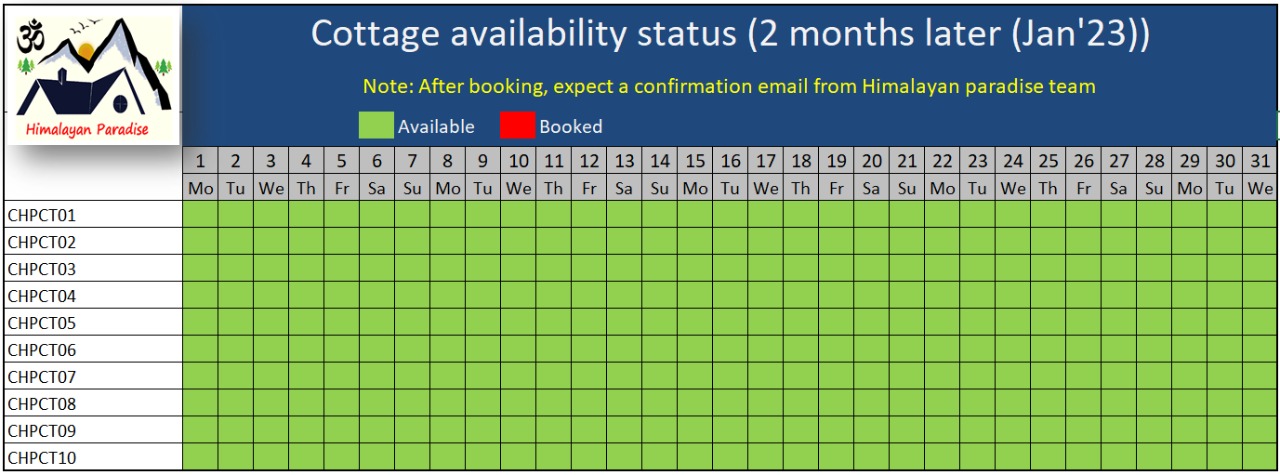 ॐ
Himalayan Paradise
Cottage availability status (2 months later (Jan'23))
Note: After booking, expect a confirmation email from Himalayan paradise team
Available Booked
1 2 3 4 5 6 7 8 9 10 11 12 13 14 15 16 17 18 19 20 21 22 23 24 25 26 27 28 29 30 31
Mo Tu We Th Fr Sa Su Mo Tu We Th Fr Sa Su Mo Tu We Th Fr Sa Su Mo Tu We Th Fr Sa Su Mo Tu We
CHPCT01
CHPCT02
CHPCT03
CHPCT04
CHPCT05
CHPCT06
CHPCT07
CHPCT08
CHPCT09
CHPCT10